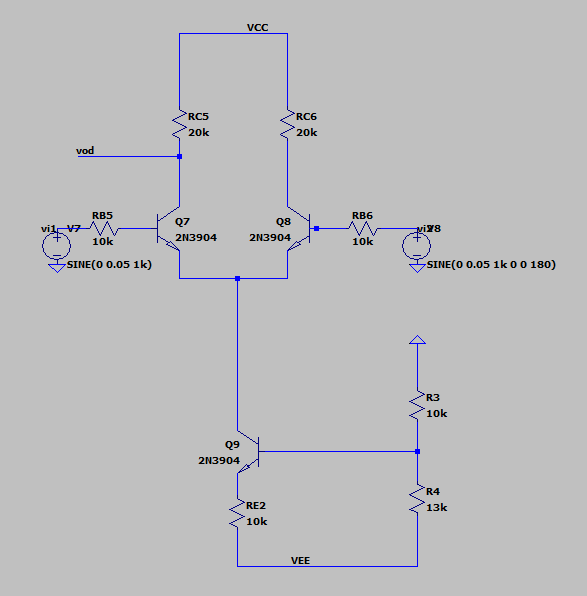 VCC
RC5
20k
RC6
20k
vod
vi1
V7
RB5
10k
Q7
2N3904
Q8
2N3904
RB6
10k
vi2
V8
SINE(0 0.05 1k)
SINE(0 0.05 1k 0 0 180)
R3
10k
Q9
2N3904
R4
13k
RE2
10k
VEE